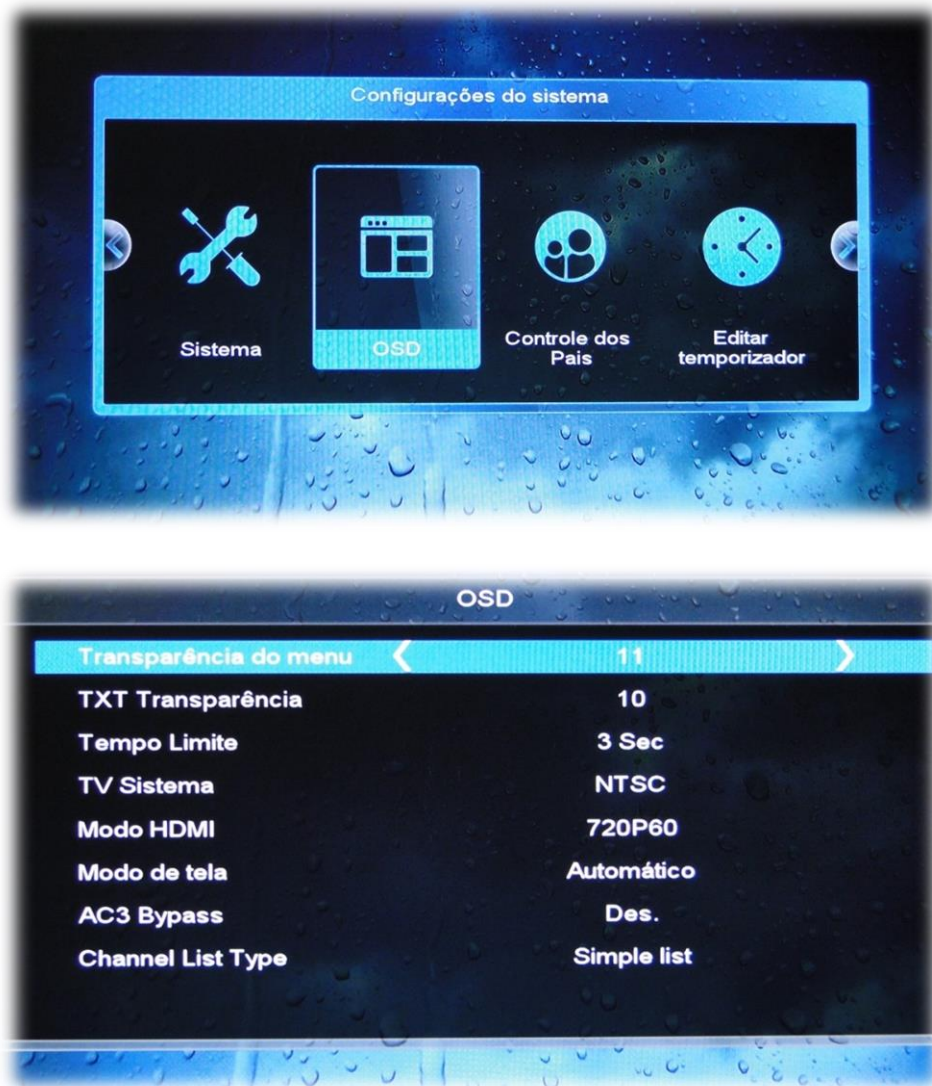 Configurações do sistema
Sistema
OSD
Controle dos
Pais
Editar
temporizador
OSD
Transparência do menu 11
TXT Transparência 10
Tempo Limite 3 Sec
TV Sistema NTSC
Modo HDMI 720P60
Modo de tela Automático
AC3 Bypass Des.
Channel List Type Simple list